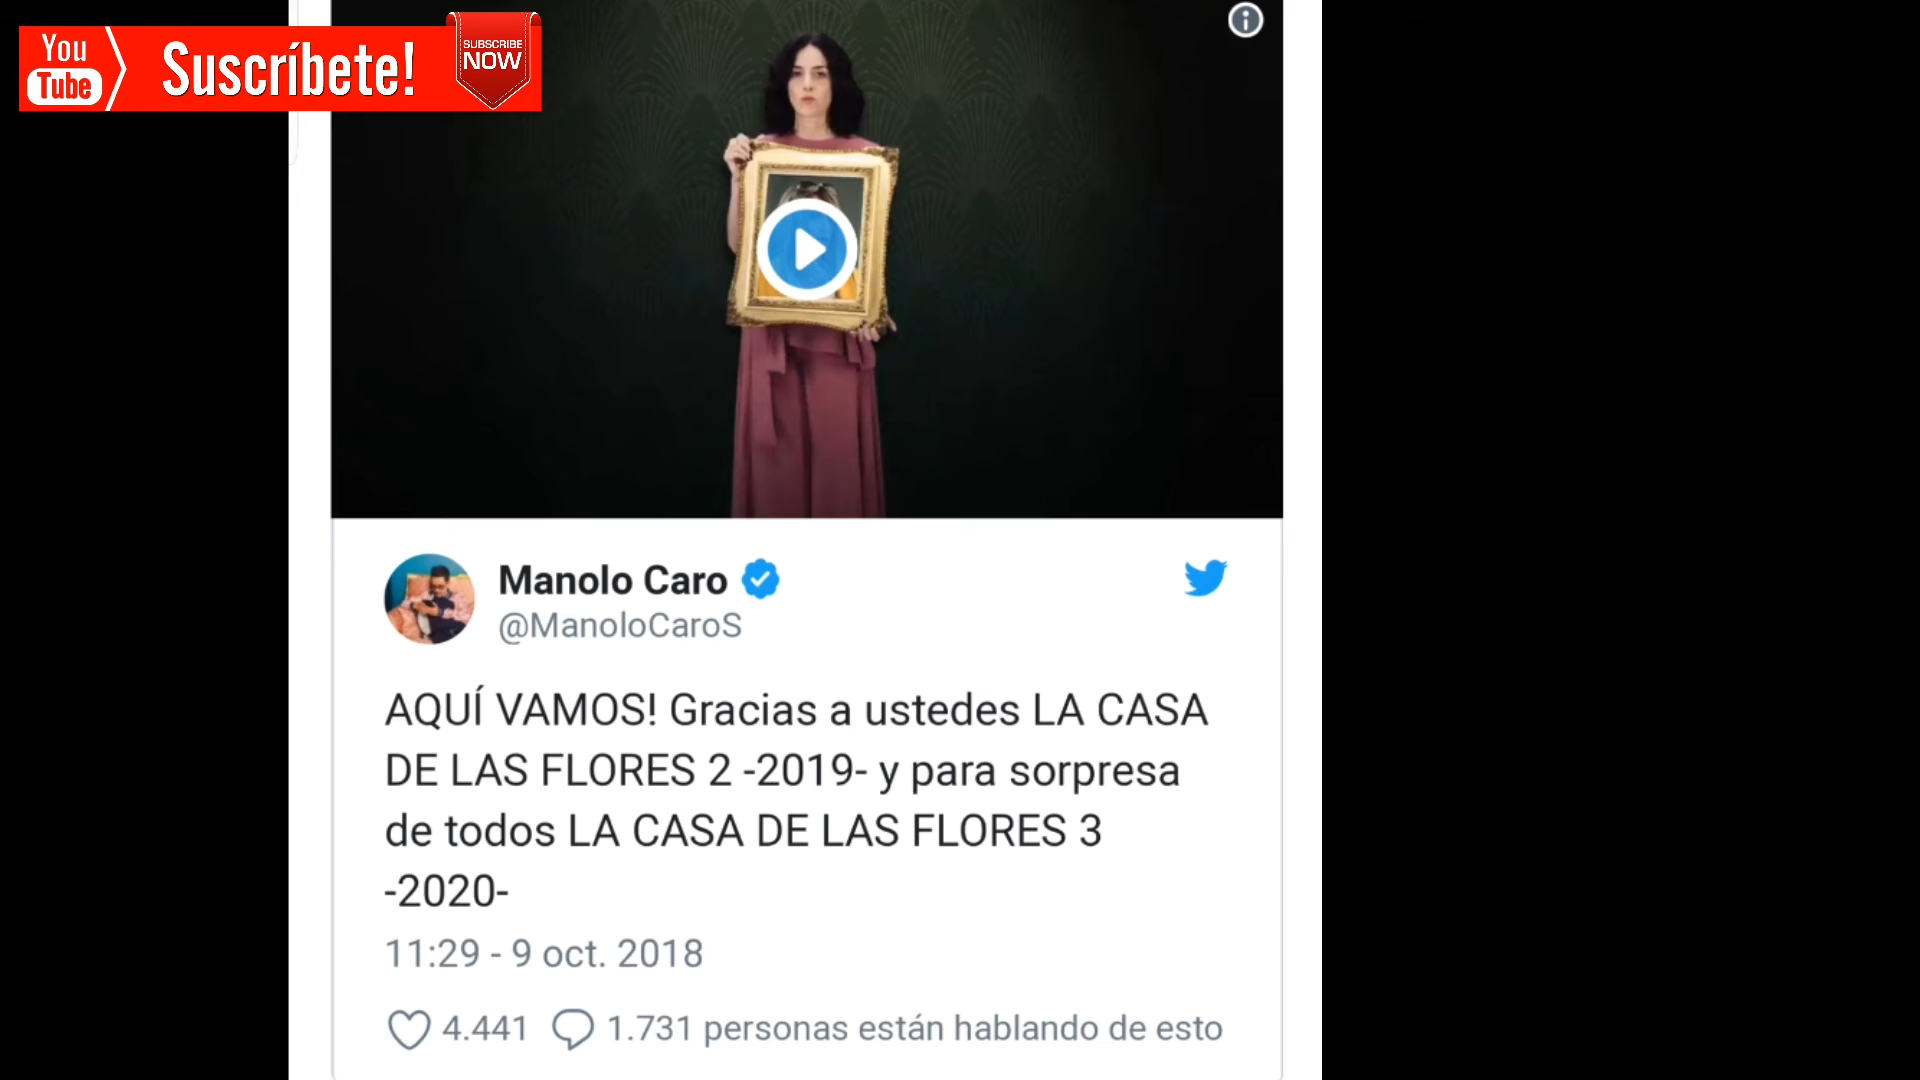 You
Tube
Suscríbete!
SUBSCRIBE
NOW
Manolo Caro
@ManoloCaroS
AQUÍ VAMOS! Gracias a ustedes LA CASA
DE LAS FLORES 2 -2019- y para sorpresa
de todos LA CASA DE LAS FLORES 3
-2020-
11:29 - 9 oct. 2018
4.441 1.731 personas están hablando de esto